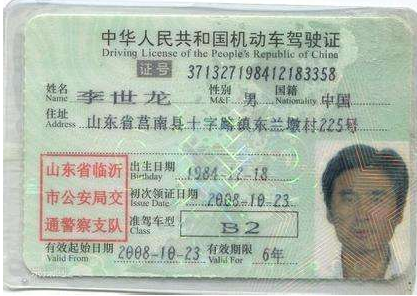 中华人民共和国机动车驾驶证
Driving License of the People's Republic of China
证号 371327198412183358
姓名 Name 李世龙 性别 M&F 男 国籍 Nationality 中国
住址 Address 山东省莒南县十字路镇东兰墩村225号
山东省临沂
市公安局交
通警察支队
出生日期 Birthday 1984-12-18
初次领证日期 Issue Date 2008-10-23
准驾车型 Class B2
有效起始日期 Valid From 2008-10-23 有效期限 Valid For 6年